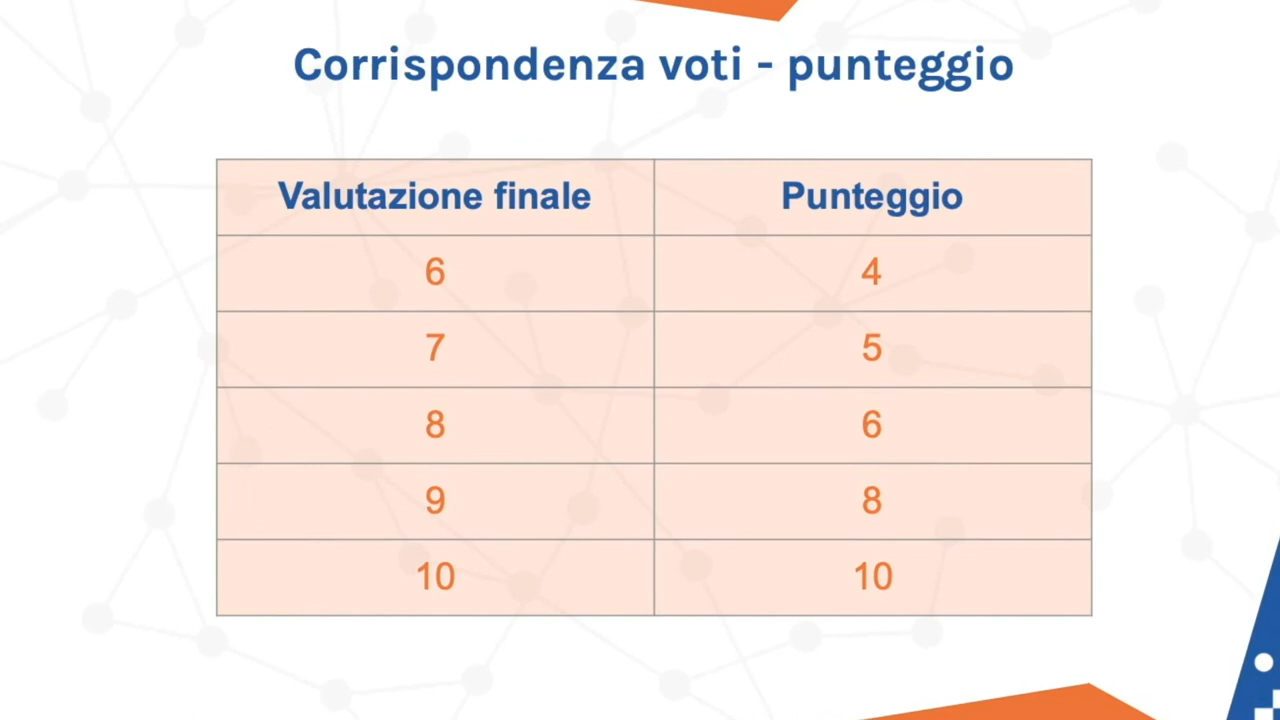 Corrispondenza voti - punteggio
Valutazione finale Punteggio
6 4
7 5
8 6
9 8
10 10